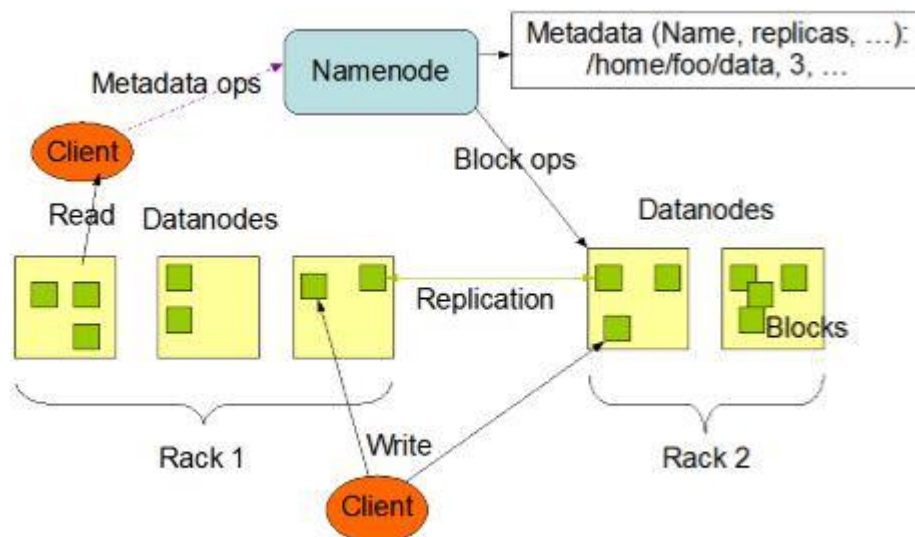 Metadata (Name, replicas, …):
/home/foo/data, 3, …
Namenode
Metadata ops
Client
Block ops
Read
Datanodes
Datanodes
Replication
Blocks
Rack 1
Write
Rack 2
Client